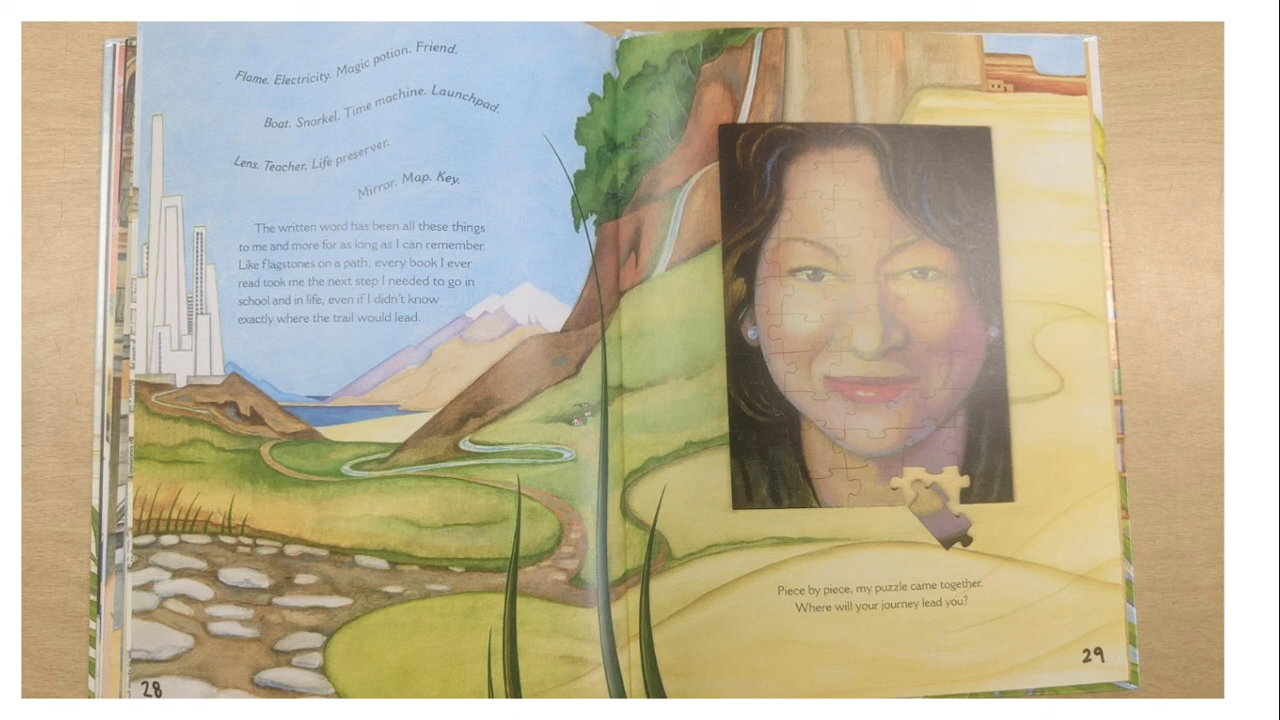 Flame. Electricity. Magic potion. Friend.
Boat. Snorkel. Time machine. Launchpad.
Lens. Teacher. Life preserver.
Mirror. Map. Key.
The written word has been all these things
to me and more for as long as I can remember.
Like flagstones on a path, every book I ever
read took me the next step I needed to go in
school and in life, even if I didn't know
exactly where the trail would lead.
28
Piece by piece, my puzzle came together.
Where will your journey lead you?
29